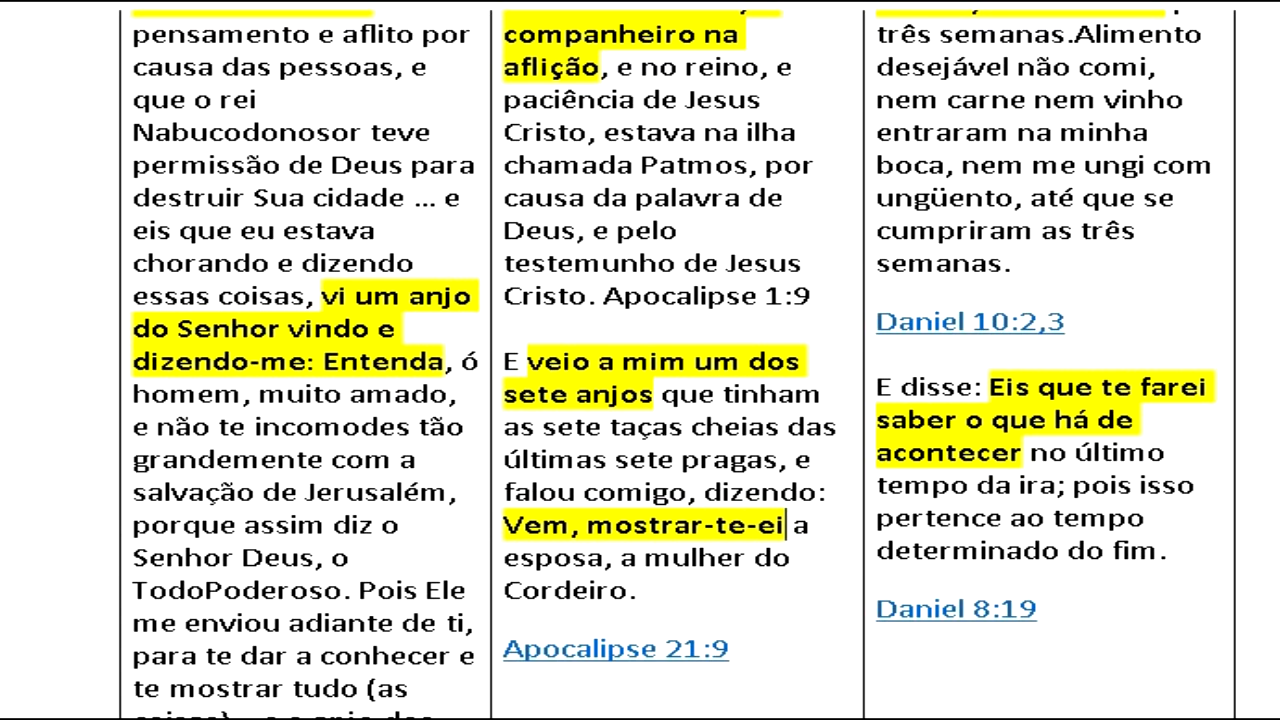 pensamento e aflito por
causa das pessoas, e
que o rei
Nabucodonosor teve
permissão de Deus para
destruir Sua cidade ... e
eis que eu estava
chorando e dizendo
essas coisas, vi um anjo
do Senhor vindo e
dizendo-me: Entenda, ó
homem, muito amado,
e não te incomodes tão
grandemente com a
salvação de Jerusalém,
porque assim diz o
Senhor Deus, o
TodoPoderoso. Pois Ele
me enviou adiante de ti,
para te dar a conhecer e
te mostrar tudo (as
companheiro na
aflição, e no reino, e
paciência de Jesus
Cristo, estava na ilha
chamada Patmos, por
causa da palavra de
Deus, e pelo
testemunho de Jesus
Cristo. Apocalipse 1:9
E veio a mim um dos
sete anjos que tinham
as sete taças cheias das
últimas sete pragas, e
falou comigo, dizendo:
Vem, mostrar-te-ei a
esposa, a mulher do
Cordeiro.
Apocalipse 21:9
três semanas.Alimento
desejável não comi,
nem carne nem vinho
entraram na minha
boca, nem me ungi com
ungüento, até que se
cumpriram as três
semanas.
Daniel 10:2,3
E disse: Eis que te farei
saber o que há de
acontecer no último
tempo da ira; pois isso
pertence ao tempo
determinado do fim.
Daniel 8:19